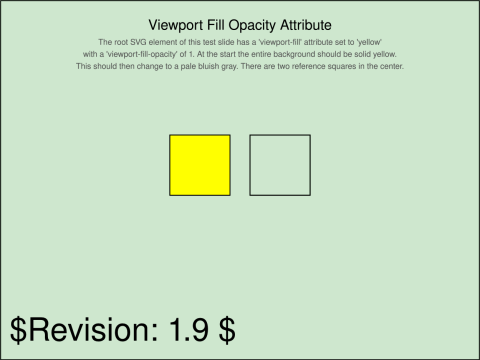 Viewport Fill Opacity Attribute
The root SVG element of this test slide has a 'viewport-fill' attribute set to 'yellow'
with a 'viewport-fill-opacity' of 1. At the start the entire background should be solid yellow.
This should then change to a pale bluish gray. There are two reference squares in the center.
$Revision: 1.9 $